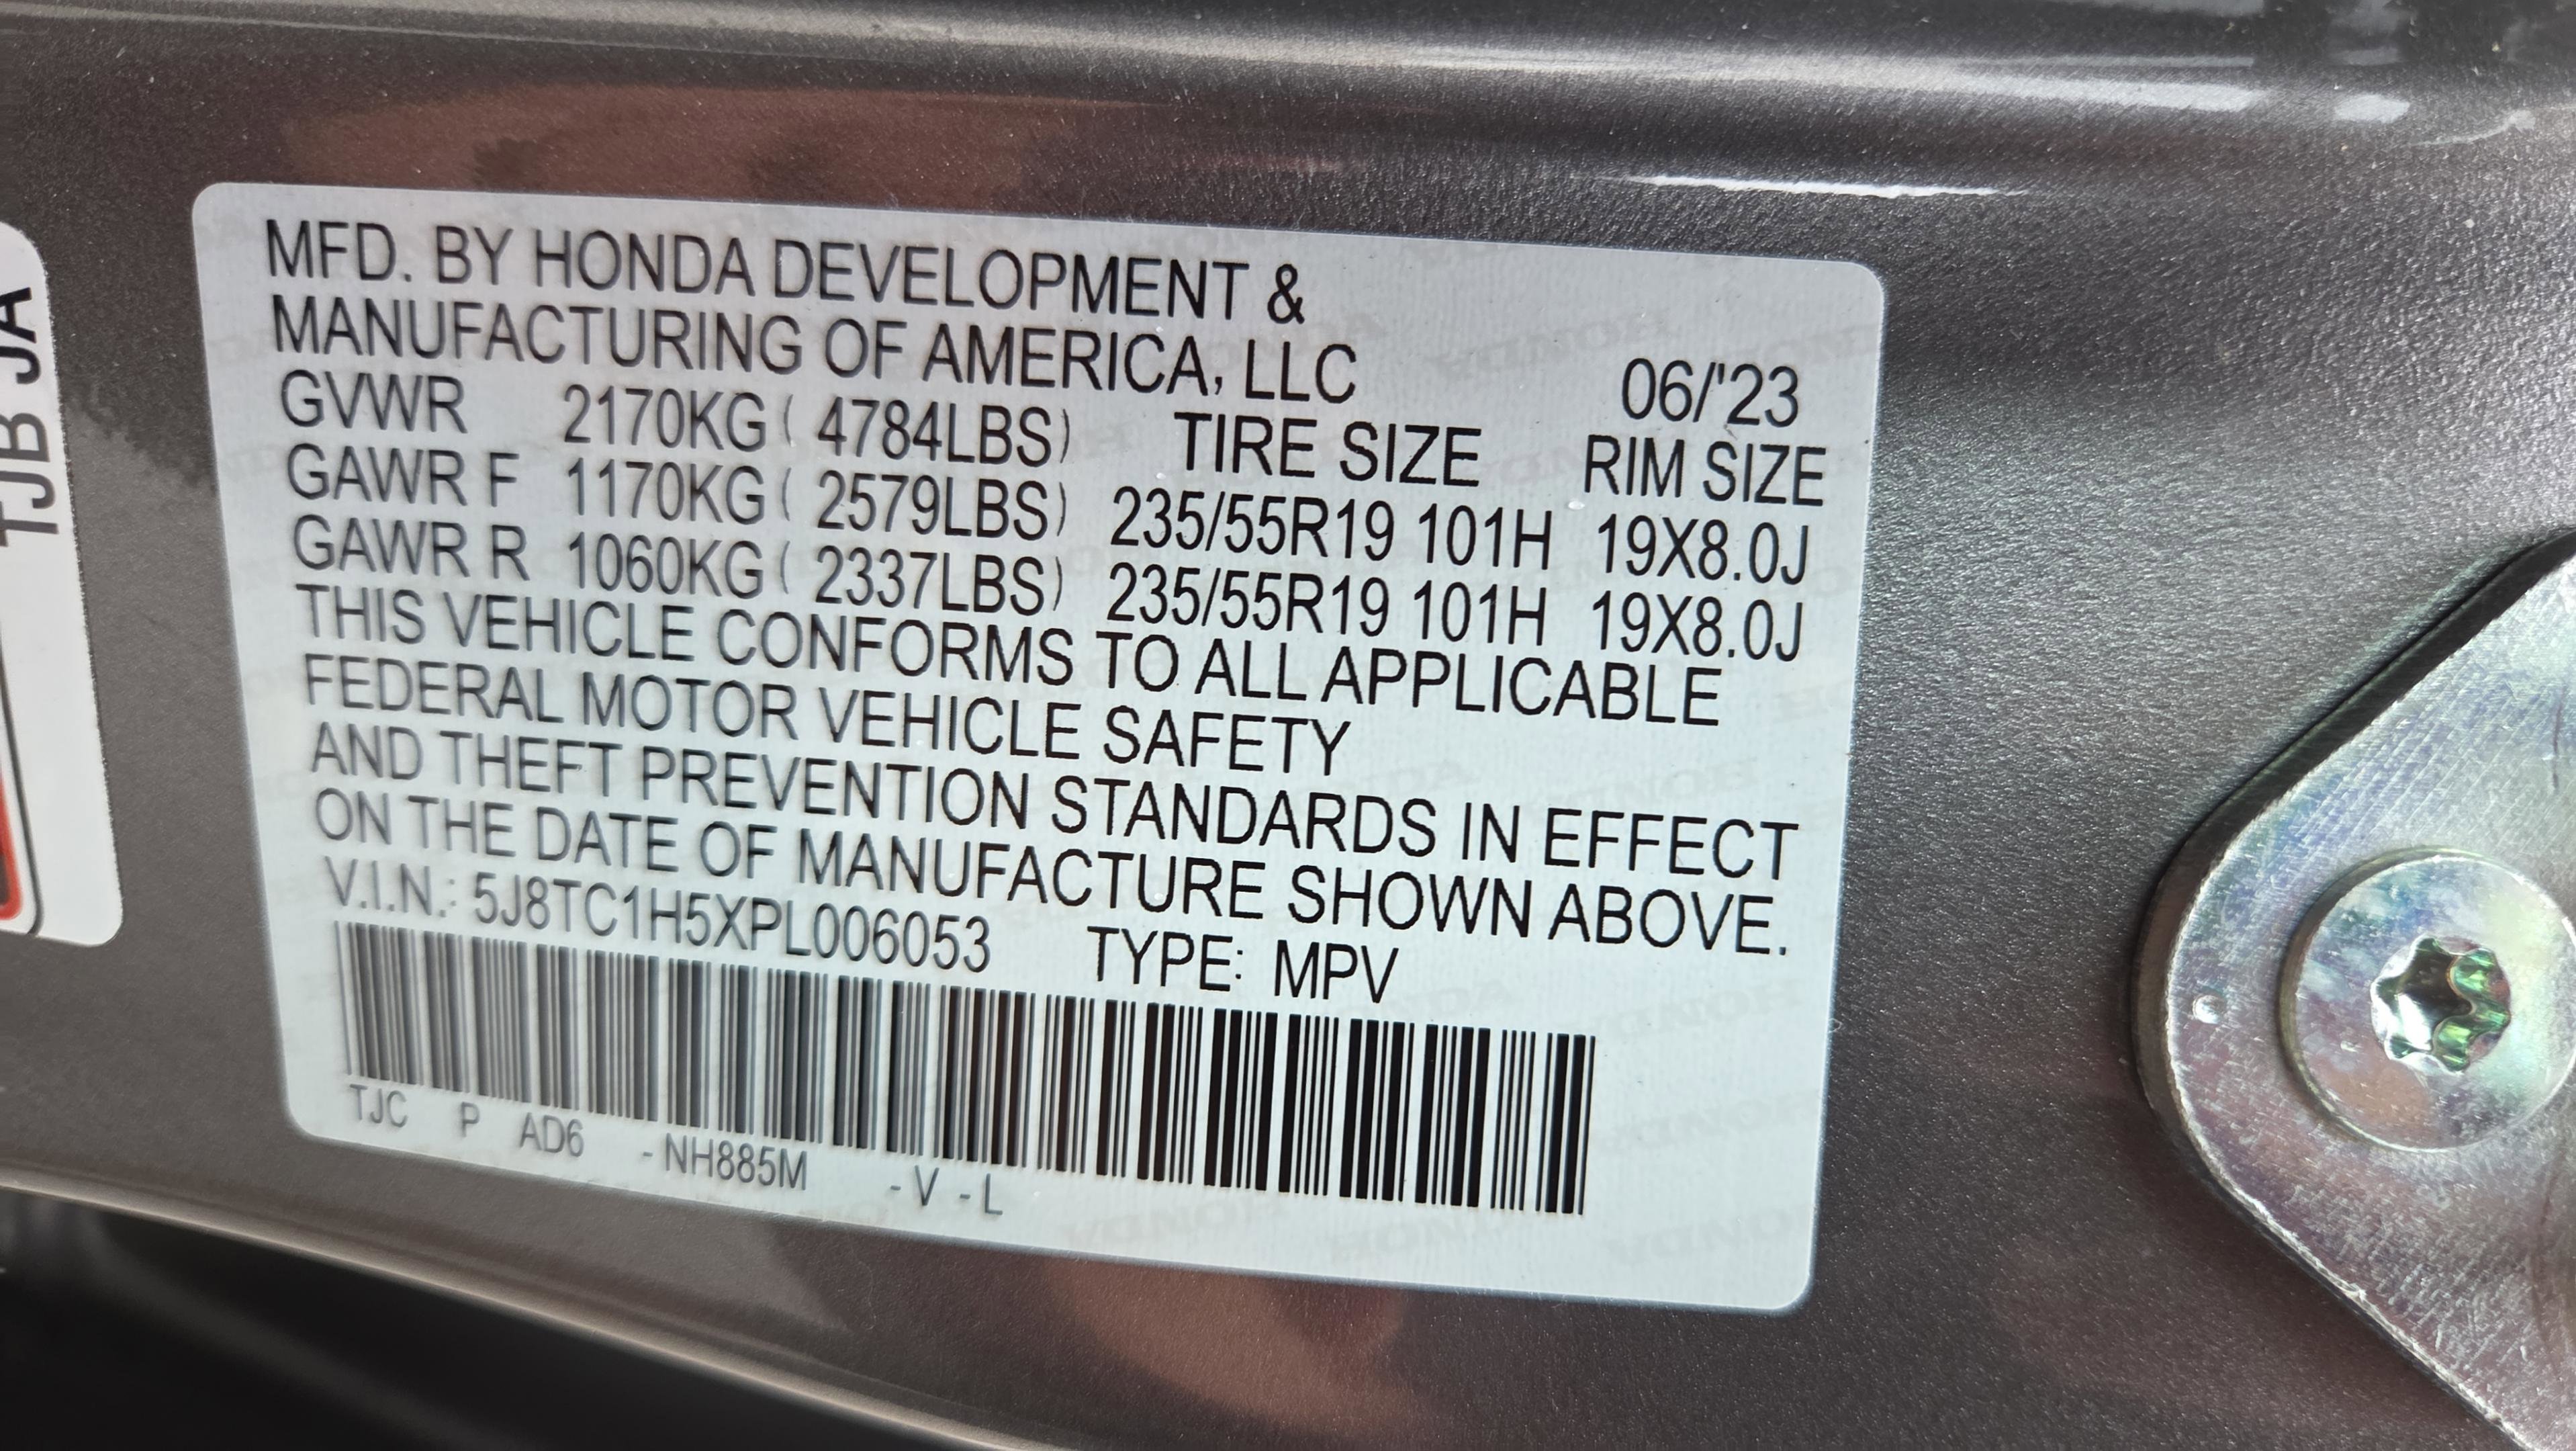 TJB JA
MFD. BY HONDA DEVELOPMENT &
MANUFACTURING OF AMERICA, LLC 06/'23
GVWR 2170KG ( 4784LBS) TIRE SIZE RIM SIZE
GAWR F 1170KG ( 2579LBS) 235/55R19 101H 19X8.0J
GAWR R 1060KG ( 2337LBS) 235/55R19 101H 19X8.0J
THIS VEHICLE CONFORMS TO ALL APPLICABLE
FEDERAL MOTOR VEHICLE SAFETY
AND THEFT PREVENTION STANDARDS IN EFFECT
ON THE DATE OF MANUFACTURE SHOWN ABOVE.
V.I.N.: 5J8TC1H5XPL006053 TYPE: MPV
TJC P AD6 -NH885M -V -L